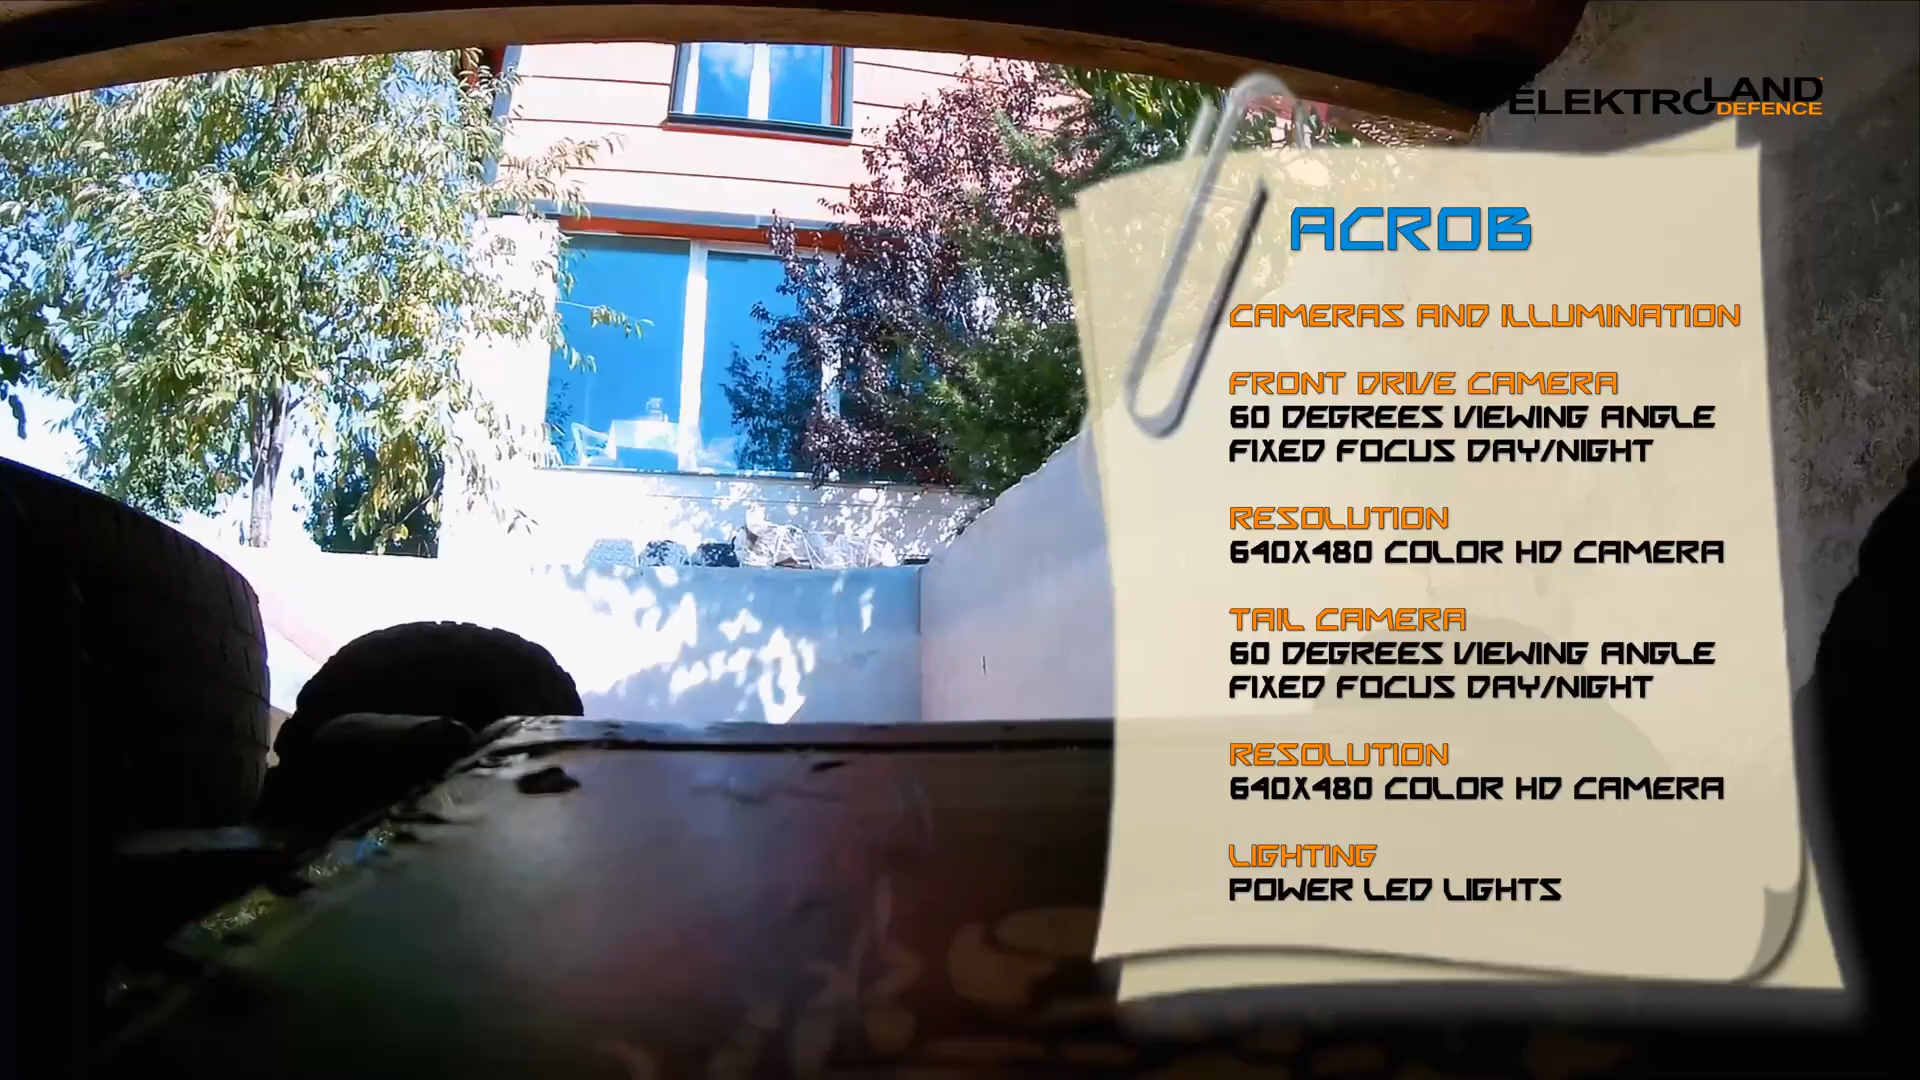 ELEKTROLAND
DEFENCE
ACROB
CAMERAS AND ILLUMINATION
FRONT DRIVE CAMERA
60 DEGREES VIEWING ANGLE
FIXED FOCUS DAY/NIGHT
RESOLUTION
640X480 COLOR HD CAMERA
TAIL CAMERA
60 DEGREES VIEWING ANGLE
FIXED FOCUS DAY/NIGHT
RESOLUTION
640X480 COLOR HD CAMERA
LIGHTING
POWER LED LIGHTS